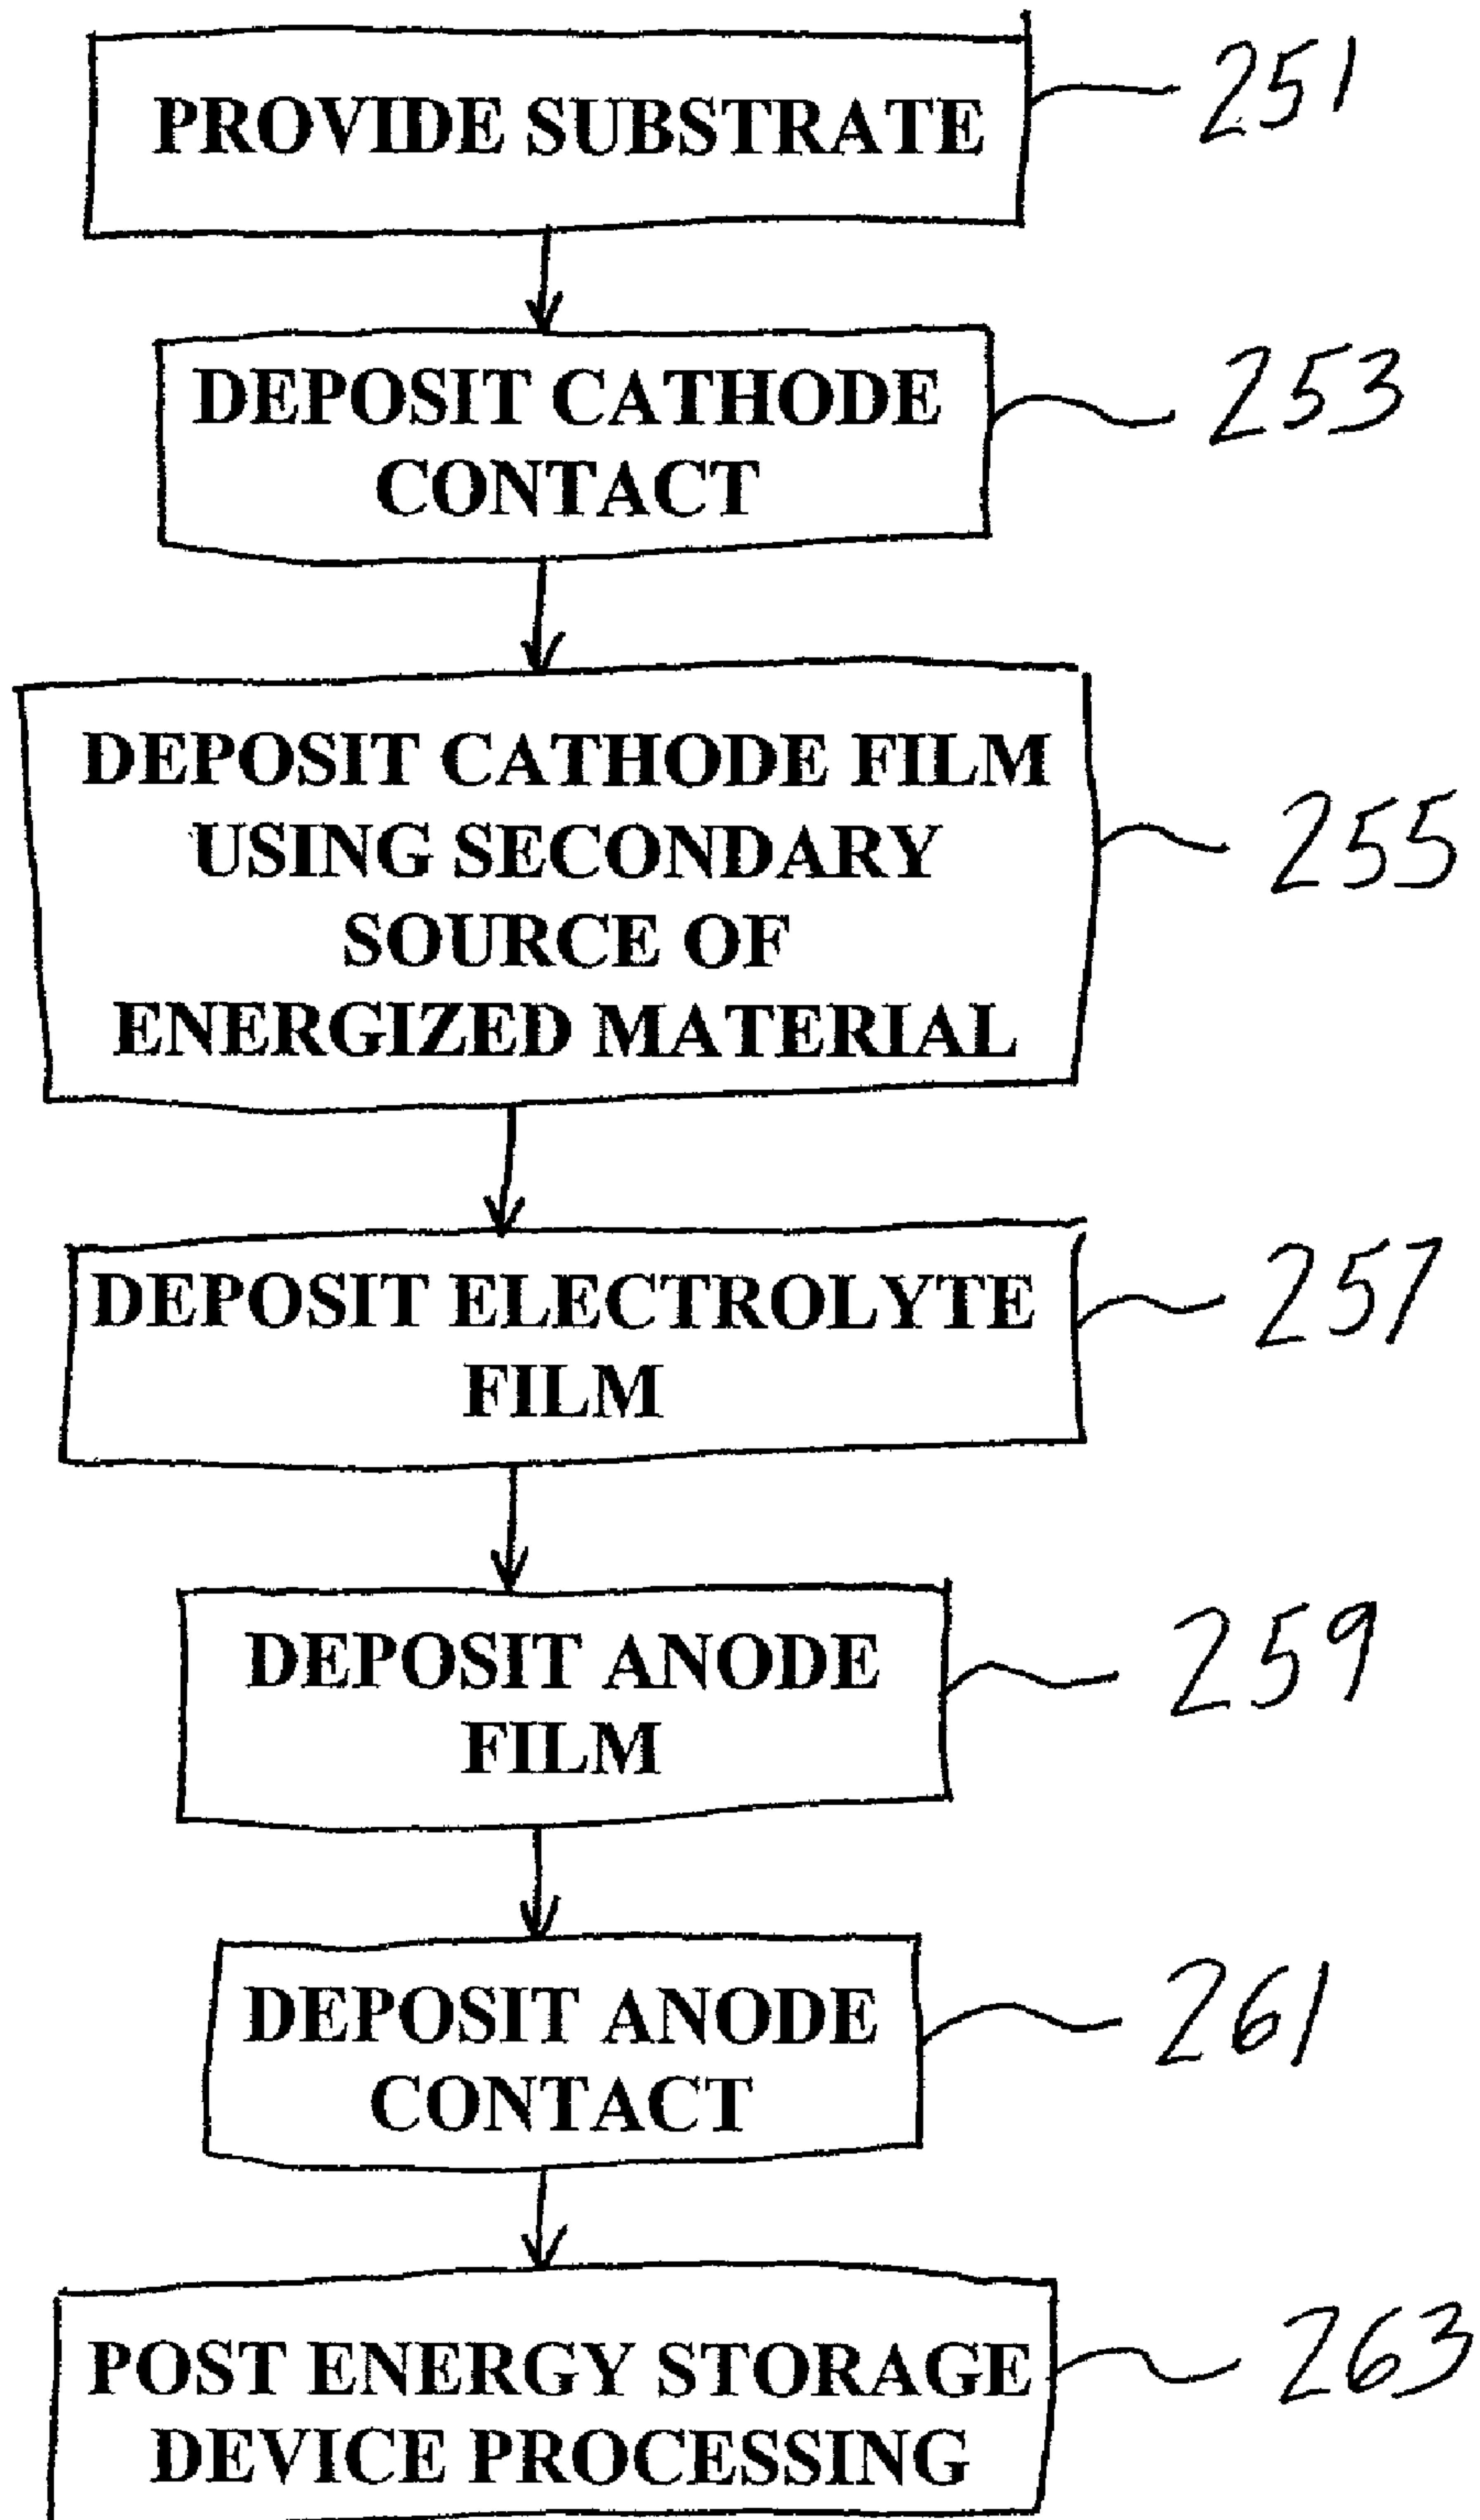 PROVIDE SUBSTRATE
251
DEPOSIT CATHODE
CONTACT
253
DEPOSIT CATHODE FILM
USING SECONDARY
SOURCE OF
ENERGIZED MATERIAL
255
DEPOSIT ELECTROLYTE
FILM
257
DEPOSIT ANODE
FILM
259
DEPOSIT ANODE
CONTACT
261
POST ENERGY STORAGE
DEVICE PROCESSING
263